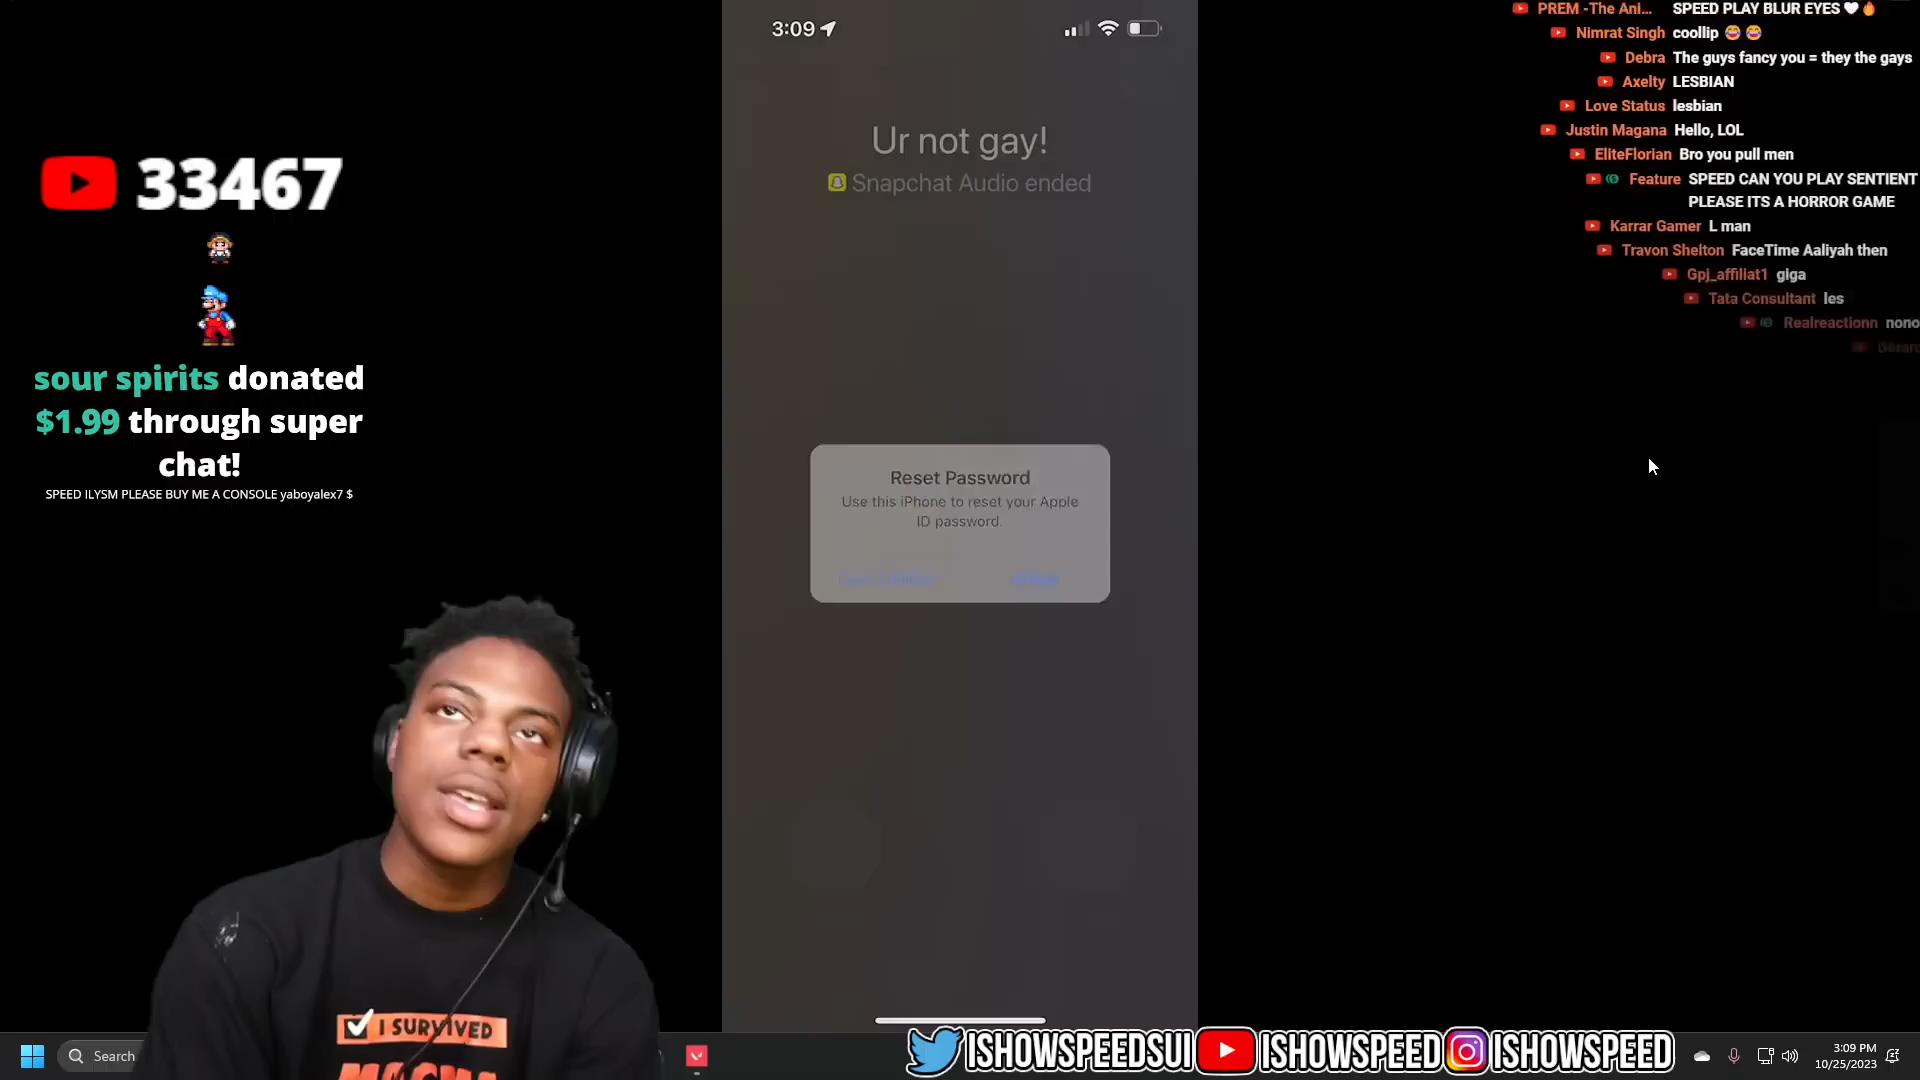 33467
sour spirits donated
$1.99 through super
chat!
SPEED ILYSM PLEASE BUY ME A CONSOLE yaboyalex7 $
3:09
Ur not gay!
Snapchat Audio ended
Reset Password
Use this iPhone to reset your Apple
ID password.
PREM -The Ani... SPEED PLAY BLUR EYES
Nimrat Singh coollip
Debra The guys fancy you = they the gays
Axelty LESBIAN
Love Status lesbian
Justin Magana Hello, LOL
EliteFlorian Bro you pull men
Feature SPEED CAN YOU PLAY SENTIENT
PLEASE ITS A HORROR GAME
Karrar Gamer L man
Travon Shelton FaceTime Aaliyah then
Gpj_affiliat1 giga
Tata Consultant les
Realreactionn nono
I SURVIVED
Search
ISHOWSPEEDSUI
ISHOWSPEED
ISHOWSPEED
3:09 PM
10/25/2023